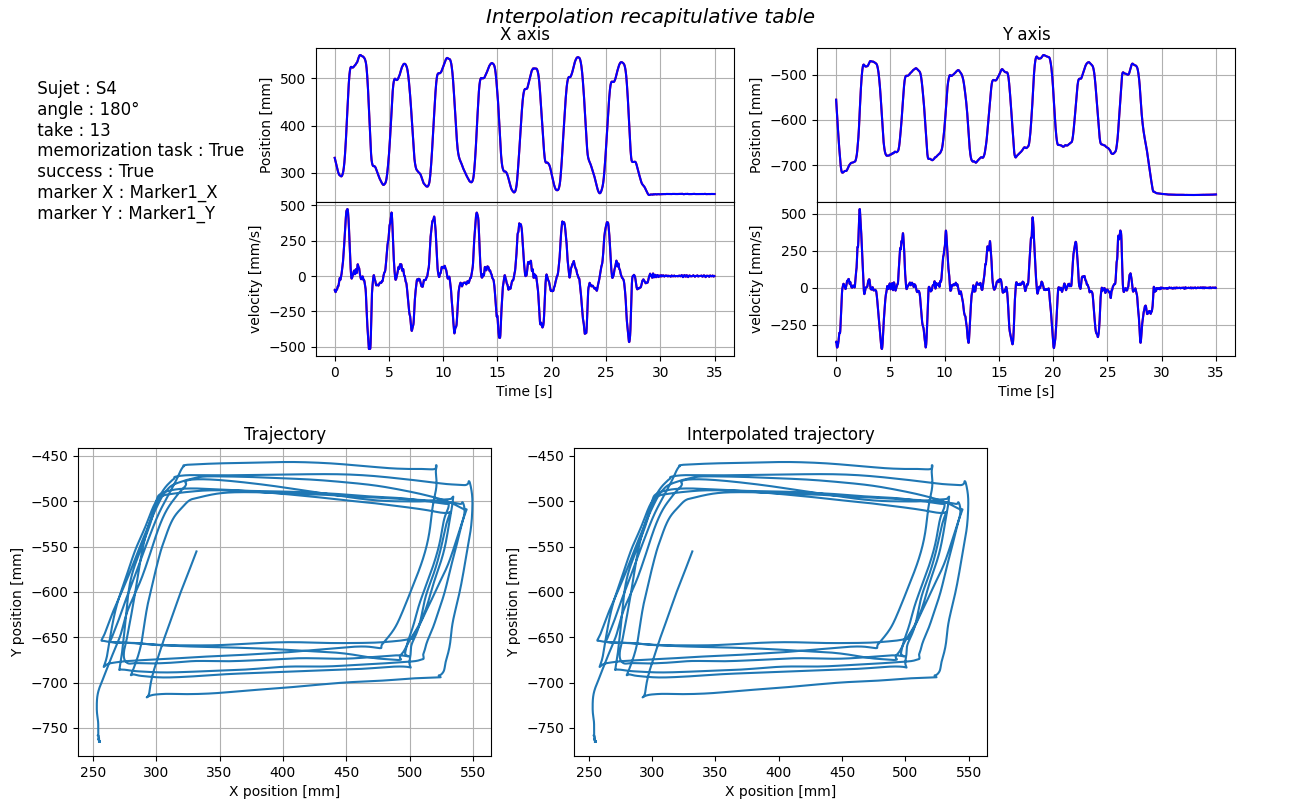 Interpolation recapitulative table
Sujet : S4
angle : 180°
take : 13
memorization task : True
success : True
marker X : Marker1_X
marker Y : Marker1_Y
X axis
Position [mm]
500
400
300
velocity [mm/s]
500
250
0
−250
−500
0 5 10 15 20 25 30 35
Time [s]
Y axis
Position [mm]
−500
−600
−700
velocity [mm/s]
500
250
0
−250
0 5 10 15 20 25 30 35
Time [s]
Trajectory
Y position [mm]
−450
−500
−550
−600
−650
−700
−750
250 300 350 400 450 500 550
X position [mm]
Interpolated trajectory
Y position [mm]
−450
−500
−550
−600
−650
−700
−750
250 300 350 400 450 500 550
X position [mm]